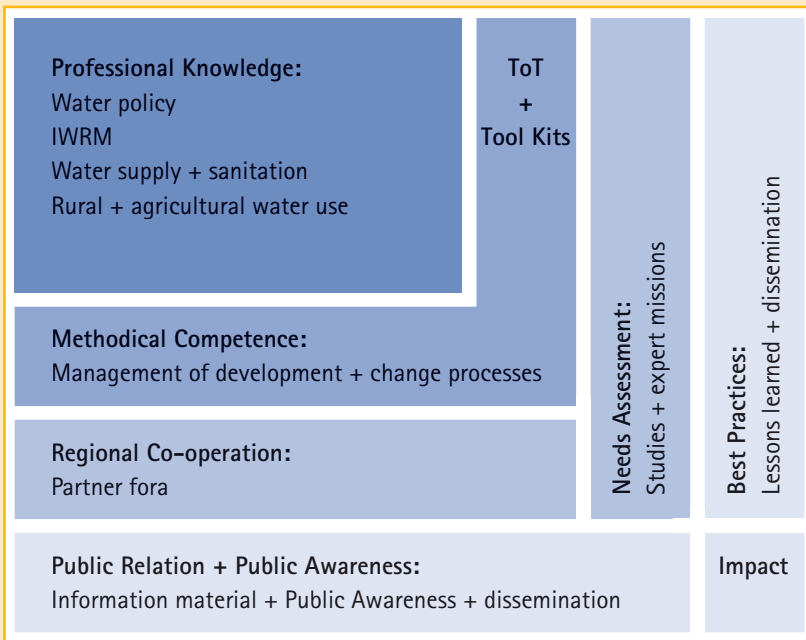 Professional Knowledge:
Water policy
IWRM
Water supply + sanitation
Rural + agricultural water use
ToT
+
Tool Kits
Methodical Competence:
Management of development + change processes
Regional Co-operation:
Partner fora
Needs Assessment:
Studies + expert missions
Best Practices:
Lessons learned + dissemination
Public Relation + Public Awareness:
Information material + Public Awareness + dissemination
Impact